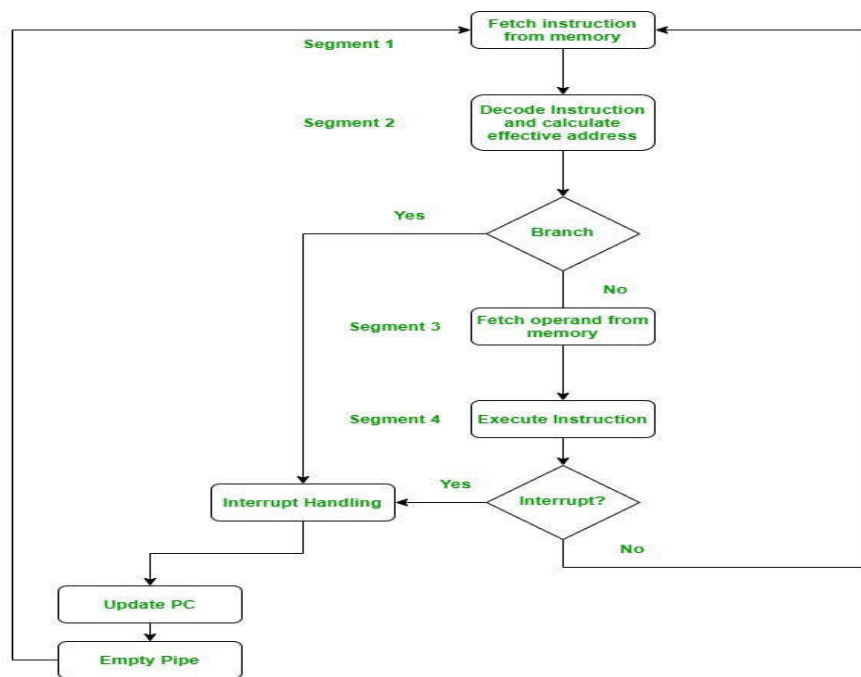 Fetch instruction
from memory
Segment 1
Decode Instruction
and calculate
effective address
Segment 2
Yes
Branch
No
Segment 3
Fetch operand from
memory
Segment 4
Execute Instruction
Yes
Interrupt Handling
Interrupt?
No
Update PC
Empty Pipe